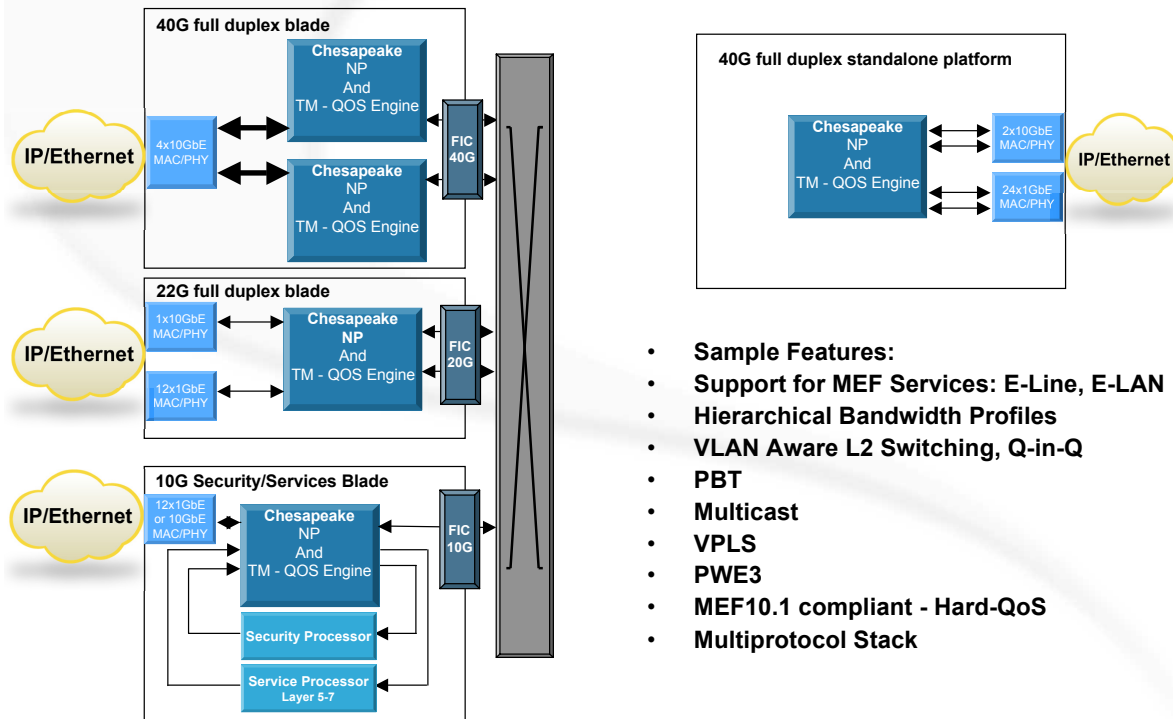 40G full duplex blade
Chesapeake
NP
And
TM - QOS Engine
IP/Ethernet
4x10GbE
MAC/PHY
FIC
40G
Chesapeake
NP
And
TM - QOS Engine
22G full duplex blade
1x10GbE
MAC/PHY
Chesapeake
NP
And
TM - QOS Engine
IP/Ethernet
12x1GbE
MAC/PHY
FIC
20G
10G Security/Services Blade
IP/Ethernet
12x1GbE
or 10GbE
MAC/PHY
Chesapeake
NP
And
TM - QOS Engine
FIC
10G
Security Processor
Service Processor
Layer 5-7
40G full duplex standalone platform
Chesapeake
NP
And
TM - QOS Engine
2x10GbE
MAC/PHY
24x1GbE
MAC/PHY
IP/Ethernet
• Sample Features:
• Support for MEF Services: E-Line, E-LAN
• Hierarchical Bandwidth Profiles
• VLAN Aware L2 Switching, Q-in-Q
• PBT
• Multicast
• VPLS
• PWE3
• MEF10.1 compliant - Hard-QoS
• Multiprotocol Stack